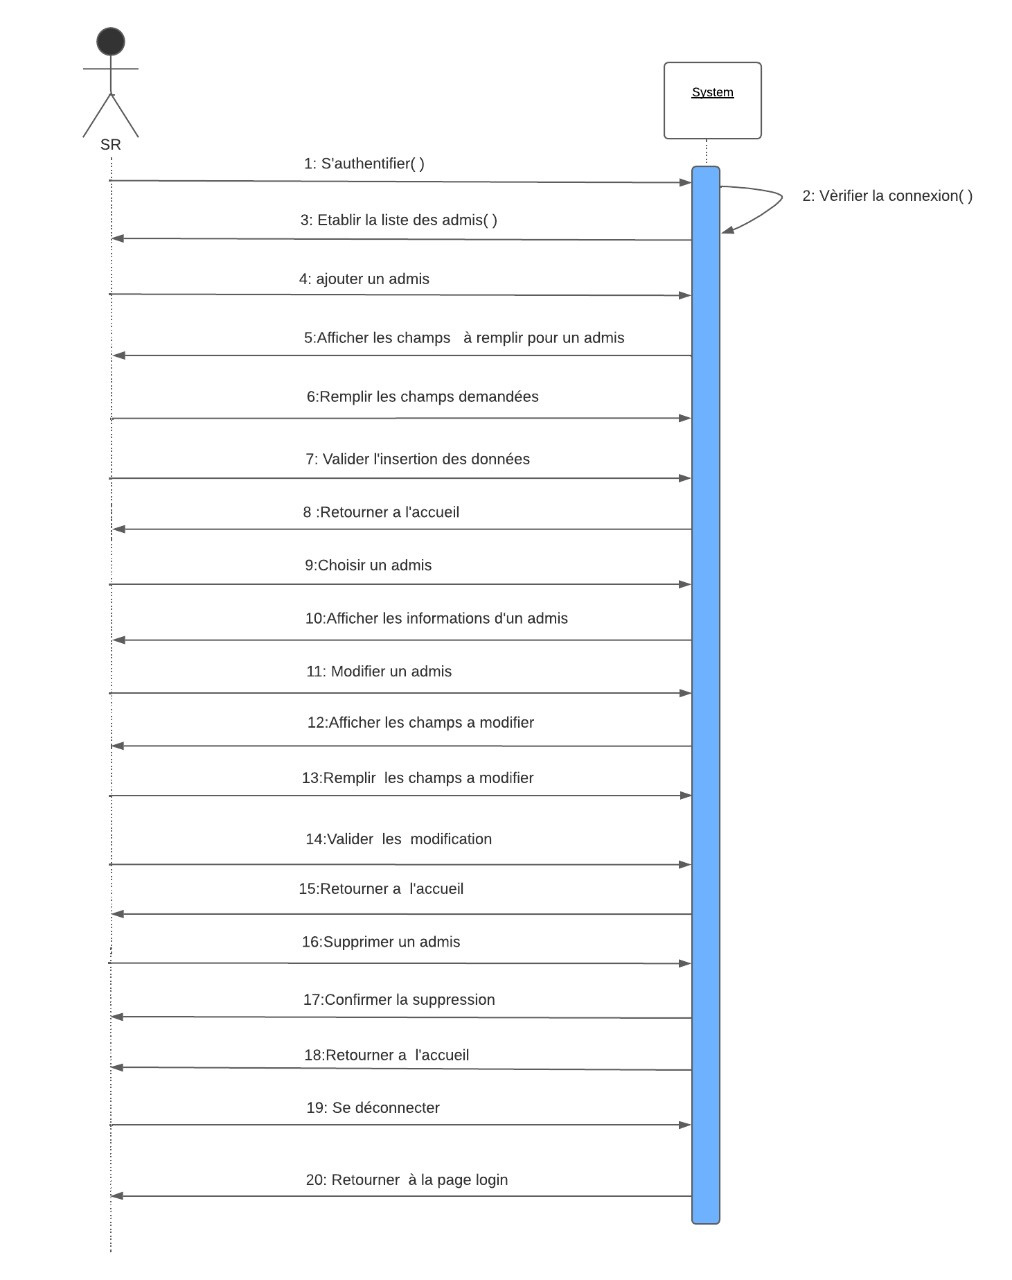 System
SR
1: S'authentifier( )
2: Vèrifier la connexion( )
3: Etablir la liste des admis( )
4: ajouter un admis
5:Afficher les champs   à remplir pour un admis
6:Remplir les champs demandées
7: Valider l'insertion des données
8 :Retourner a l'accueil
9:Choisir un admis
10:Afficher les informations d'un admis
11: Modifier un admis
12:Afficher les champs a modifier
13:Remplir  les champs a modifier
14:Valider  les  modification
15:Retourner a  l'accueil
16:Supprimer un admis
17:Confirmer la suppression
18:Retourner a  l'accueil
19: Se déconnecter
20: Retourner  à la page login